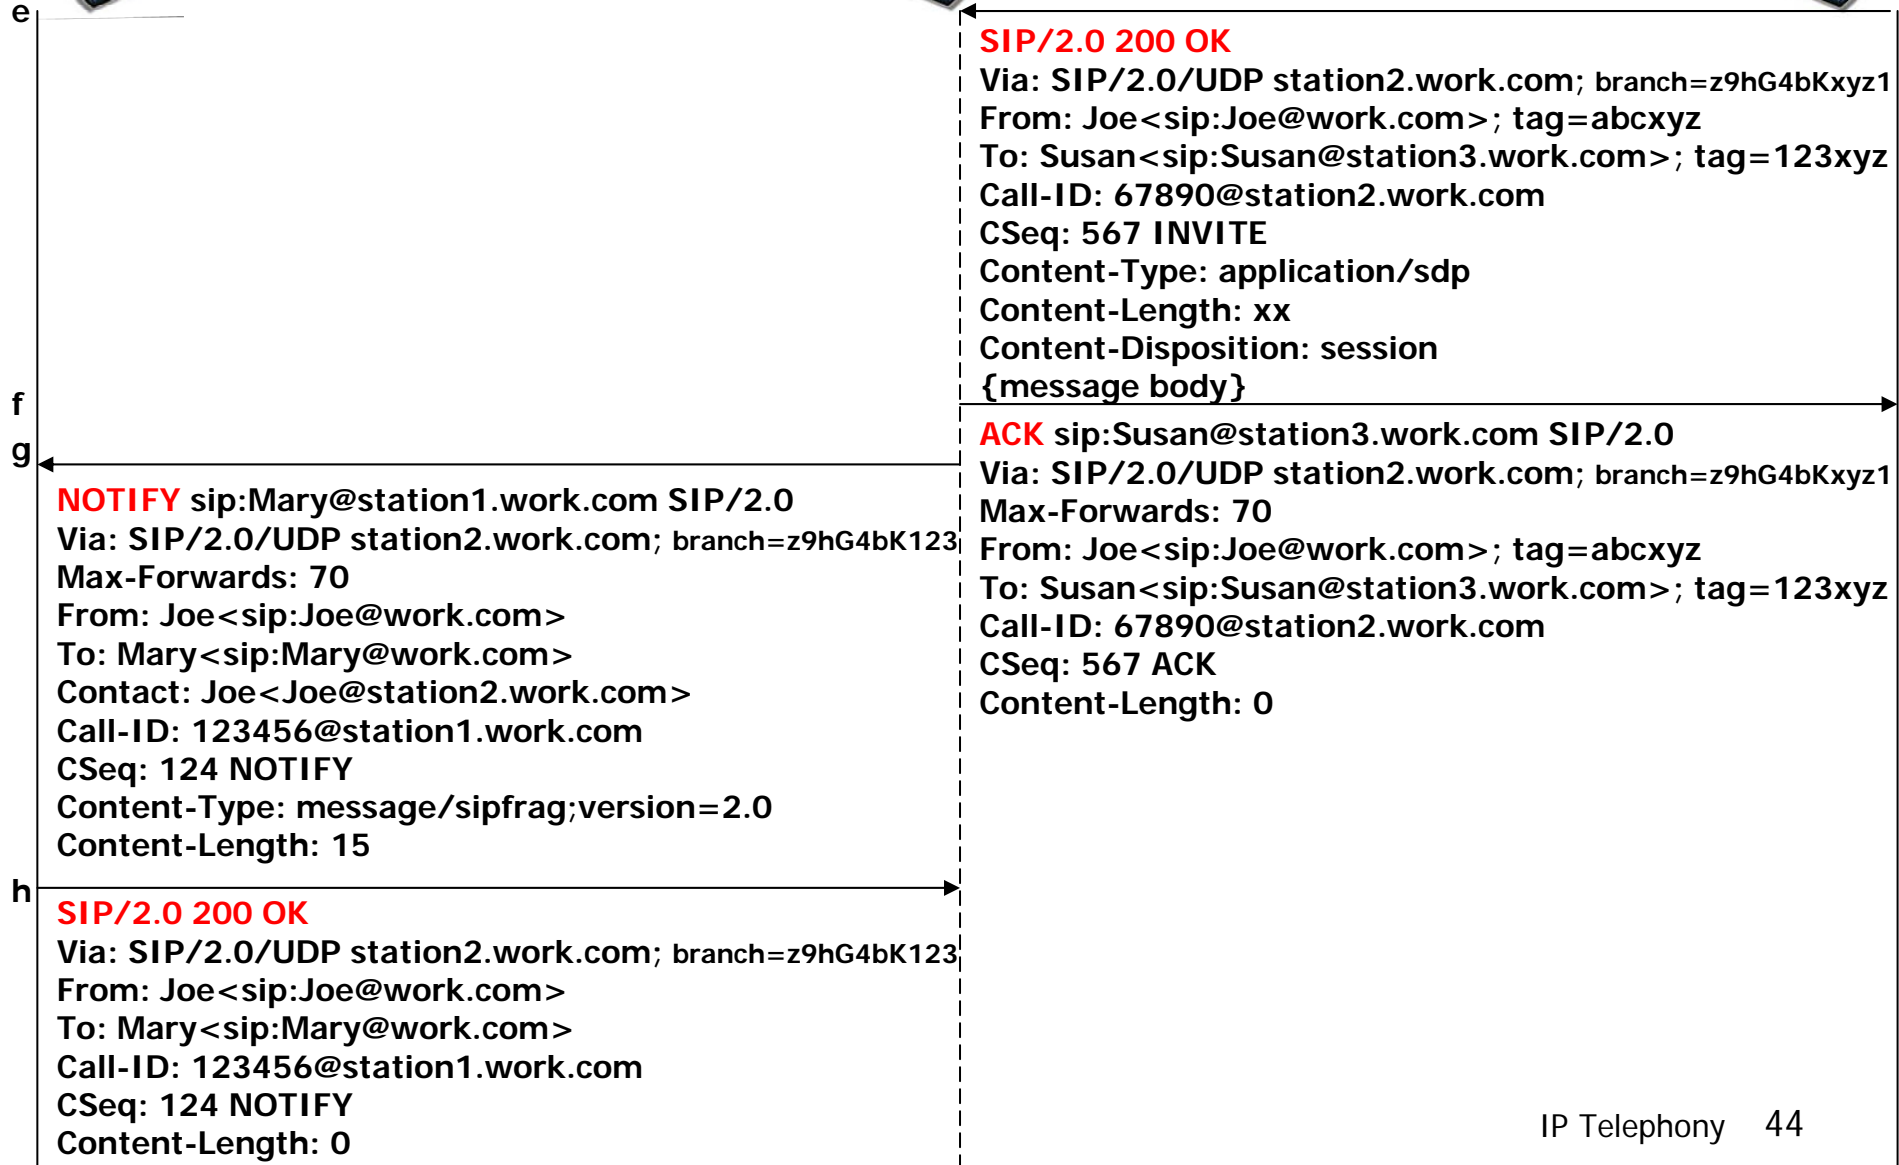 e
SIP/2.0 200 OK
Via: SIP/2.0/UDP station2.work.com; branch=z9hG4bKxyz1
From: Joe<sip:Joe@work.com>; tag=abcxyz
To: Susan<sip:Susan@station3.work.com>; tag=123xyz
Call-ID: 67890@station2.work.com
CSeq: 567 INVITE
Content-Type: application/sdp
Content-Length: xx
Content-Disposition: session
{message body}
f
ACK sip:Susan@station3.work.com SIP/2.0
Via: SIP/2.0/UDP station2.work.com; branch=z9hG4bKxyz1
Max-Forwards: 70
From: Joe<sip:Joe@work.com>; tag=abcxyz
To: Susan<sip:Susan@station3.work.com>; tag=123xyz
Call-ID: 67890@station2.work.com
CSeq: 567 ACK
Content-Length: 0
g
NOTIFY sip:Mary@station1.work.com SIP/2.0
Via: SIP/2.0/UDP station2.work.com; branch=z9hG4bK123
Max-Forwards: 70
From: Joe<sip:Joe@work.com>
To: Mary<sip:Mary@work.com>
Contact: Joe<Joe@station2.work.com>
Call-ID: 123456@station1.work.com
CSeq: 124 NOTIFY
Content-Type: message/sipfrag;version=2.0
Content-Length: 15
h
SIP/2.0 200 OK
Via: SIP/2.0/UDP station2.work.com; branch=z9hG4bK123
From: Joe<sip:Joe@work.com>
To: Mary<sip:Mary@work.com>
Call-ID: 123456@station1.work.com
CSeq: 124 NOTIFY
Content-Length: 0
IP Telephony 44